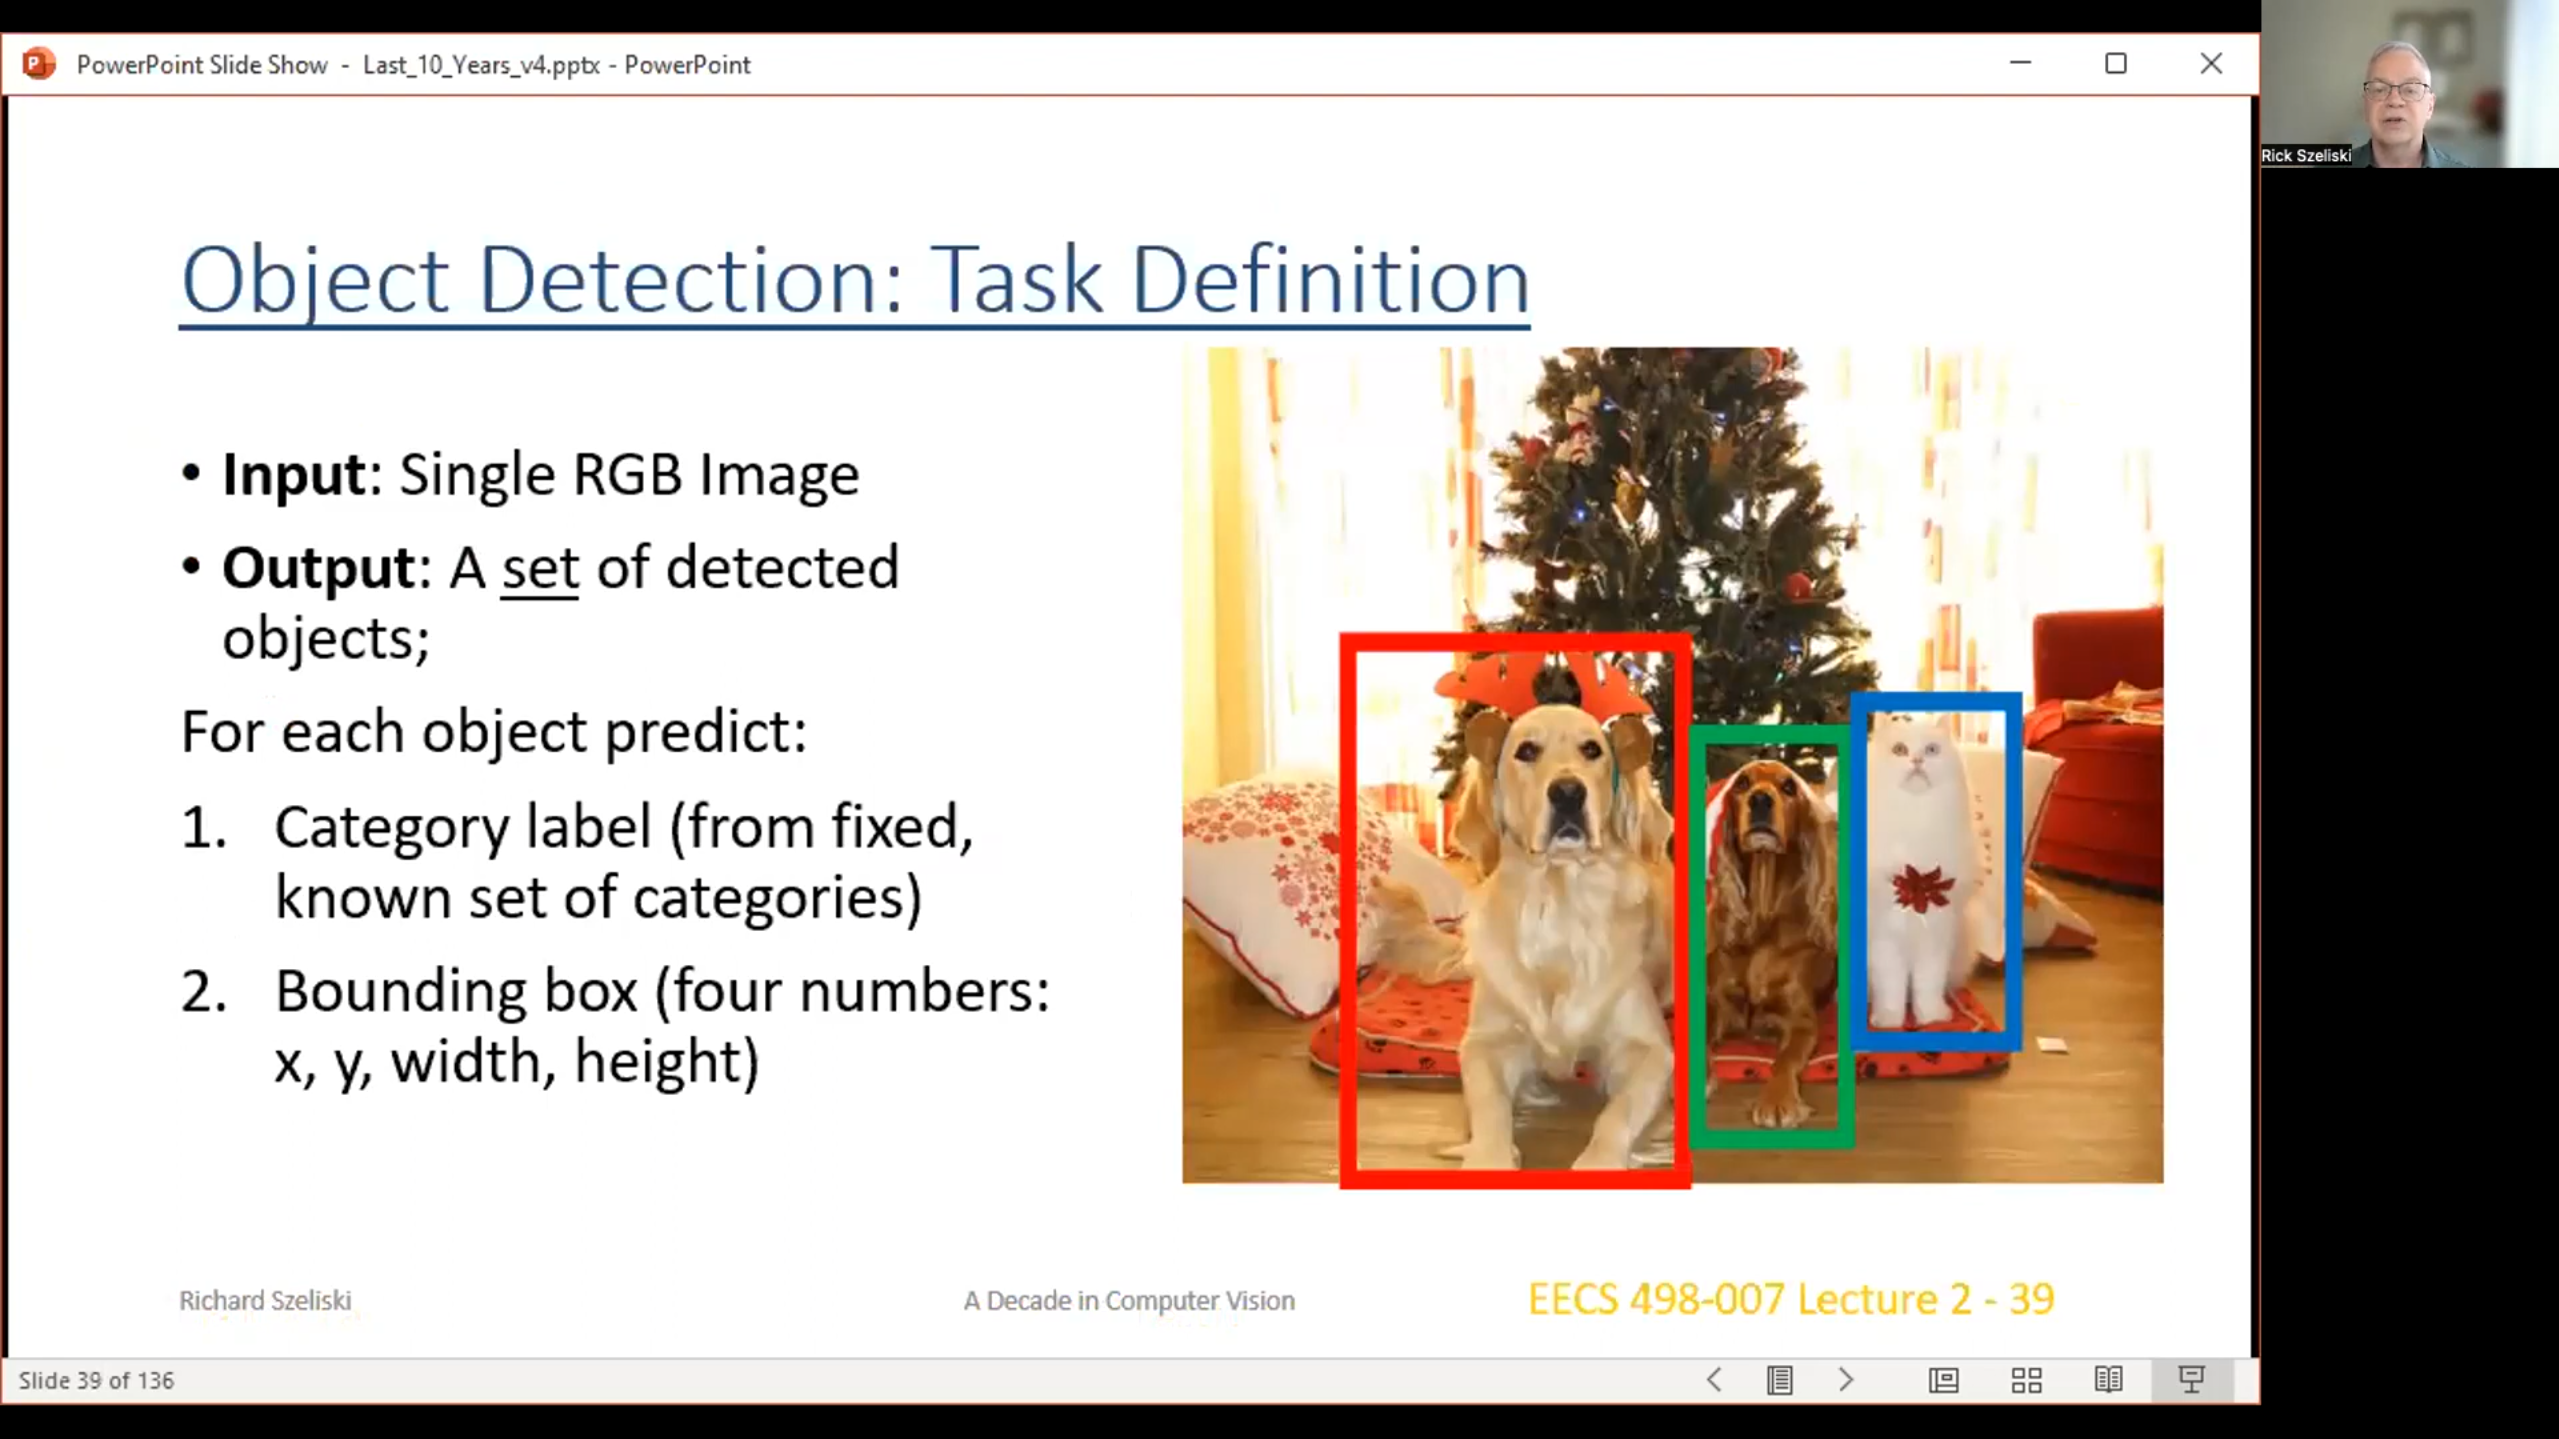 PowerPoint Slide Show - Last_10_Years_v4.pptx - PowerPoint
Rick Szeliski
Object Detection: Task Definition
• Input: Single RGB Image
• Output: A set of detected
objects;
For each object predict:
1. Category label (from fixed,
known set of categories)
2. Bounding box (four numbers:
x, y, width, height)
Richard Szeliski
A Decade in Computer Vision
EECS 498-007 Lecture 2 - 39
Slide 39 of 136